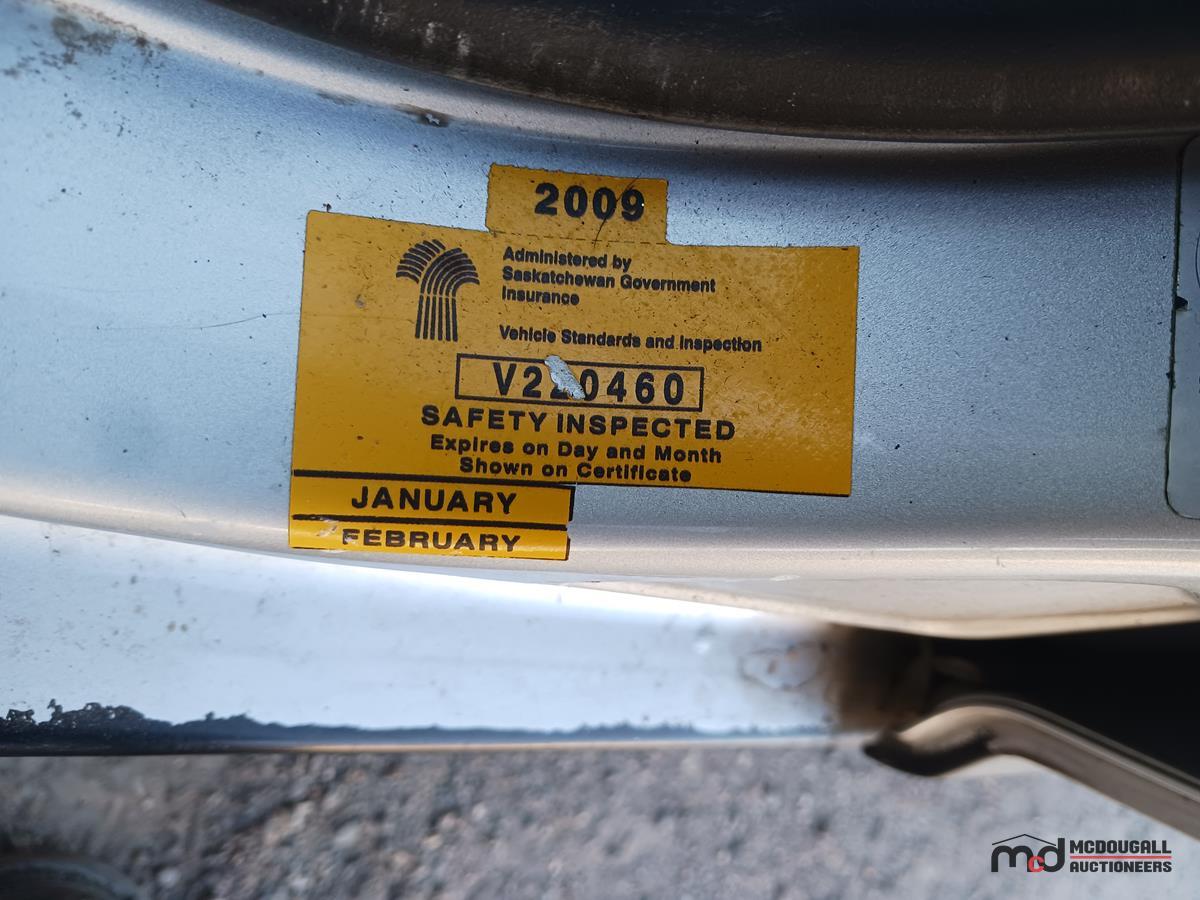 2009
Administered by
Saskatchewan Government
Insurance
Vehicle Standards and Inspection
SAFETY INSPECTED
Expires on Day and Month
Shown on Certificate
JANUARY
FEBRUARY
mcd MCDOUGALL
AUCTIONEERS